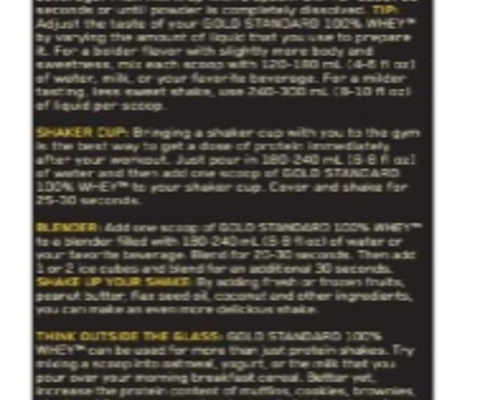 seconds or until powder is completed. TIP:
Adjust the taste of your GOLD STANDARD 100% WHEY™
by varying the amount of liquid that you use to prepare
it. For a bolder flavor with slightly more body and
sweetness, mix each scoop with 120-180 mL (4-6 fl oz)
of water, milk, or your favorite beverage. For a milder
tasting, less sweet shake, use 240-300 mL (8-10 fl oz)
of liquid per scoop.
SHAKER CUP: Bringing a shaker cup with you to the gym
is the best way to get a dose of protein immediately
after your workout. Just pour in 180-240 mL (6-8 fl oz)
of water and then add one scoop of GOLD STANDARD
100% WHEY™ to your shaker cup. Cover and shake for
25-30 seconds.
BLENDER: Add one scoop of GOLD STANDARD 100% WHEY™
to a blender filled with 180-240 mL (6-8 fl oz) of water or
your favorite beverage. Blend for 20-30 seconds. Then add
1 or 2 ice cubes and blend for an additional 30 seconds.
SHAKE UP YOUR SHAKE: By adding fresh or frozen fruits,
peanut butter, flax seed oil, coconut and other ingredients,
you can make an even more delicious shake.
THINK OUTSIDE THE GLASS: GOLD STANDARD 100%
WHEY™ can be used for more than just protein shakes. Try
mixing a scoop into oatmeal, yogurt, or the milk that you
pour over your morning breakfast cereal. Better yet,
increase the protein content of muffins, cookies, brownies,